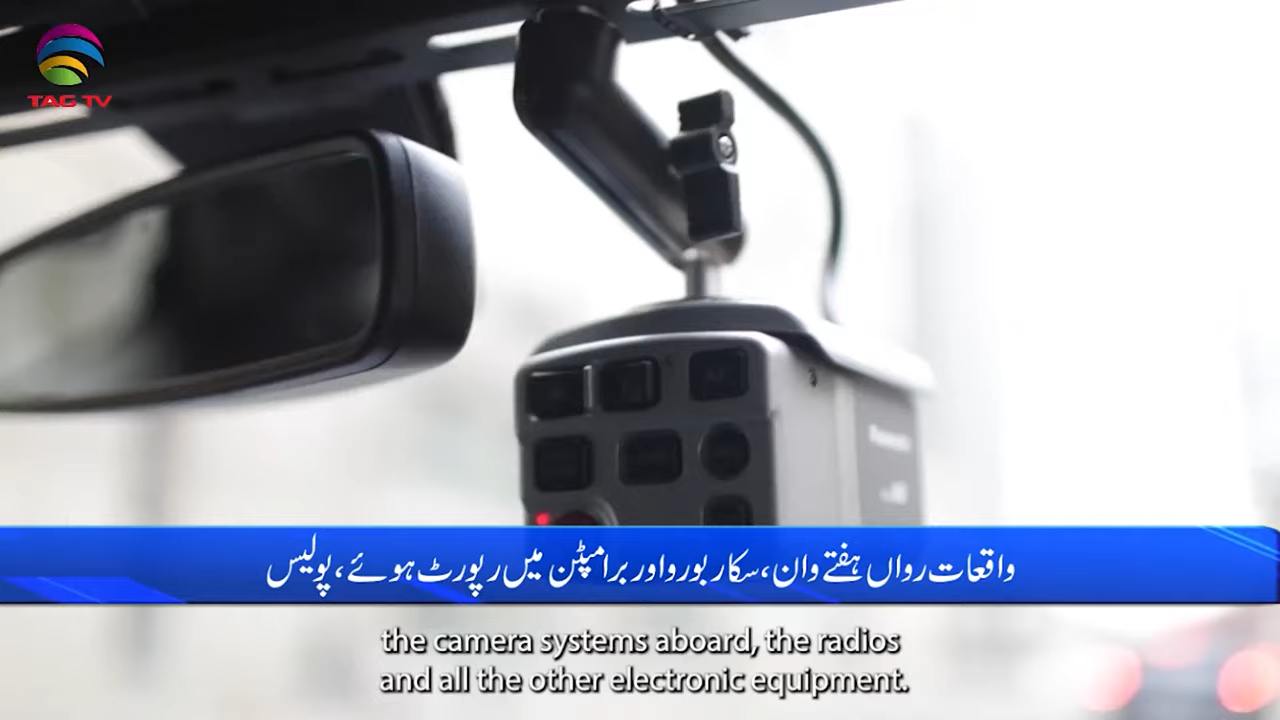 TAG TV
واقعات رواں ہفتے وان، سکاربورو اور برامپٹن میں رپورٹ ہوئے، پولیس
the camera systems aboard, the radios
and all the other electronic equipment.